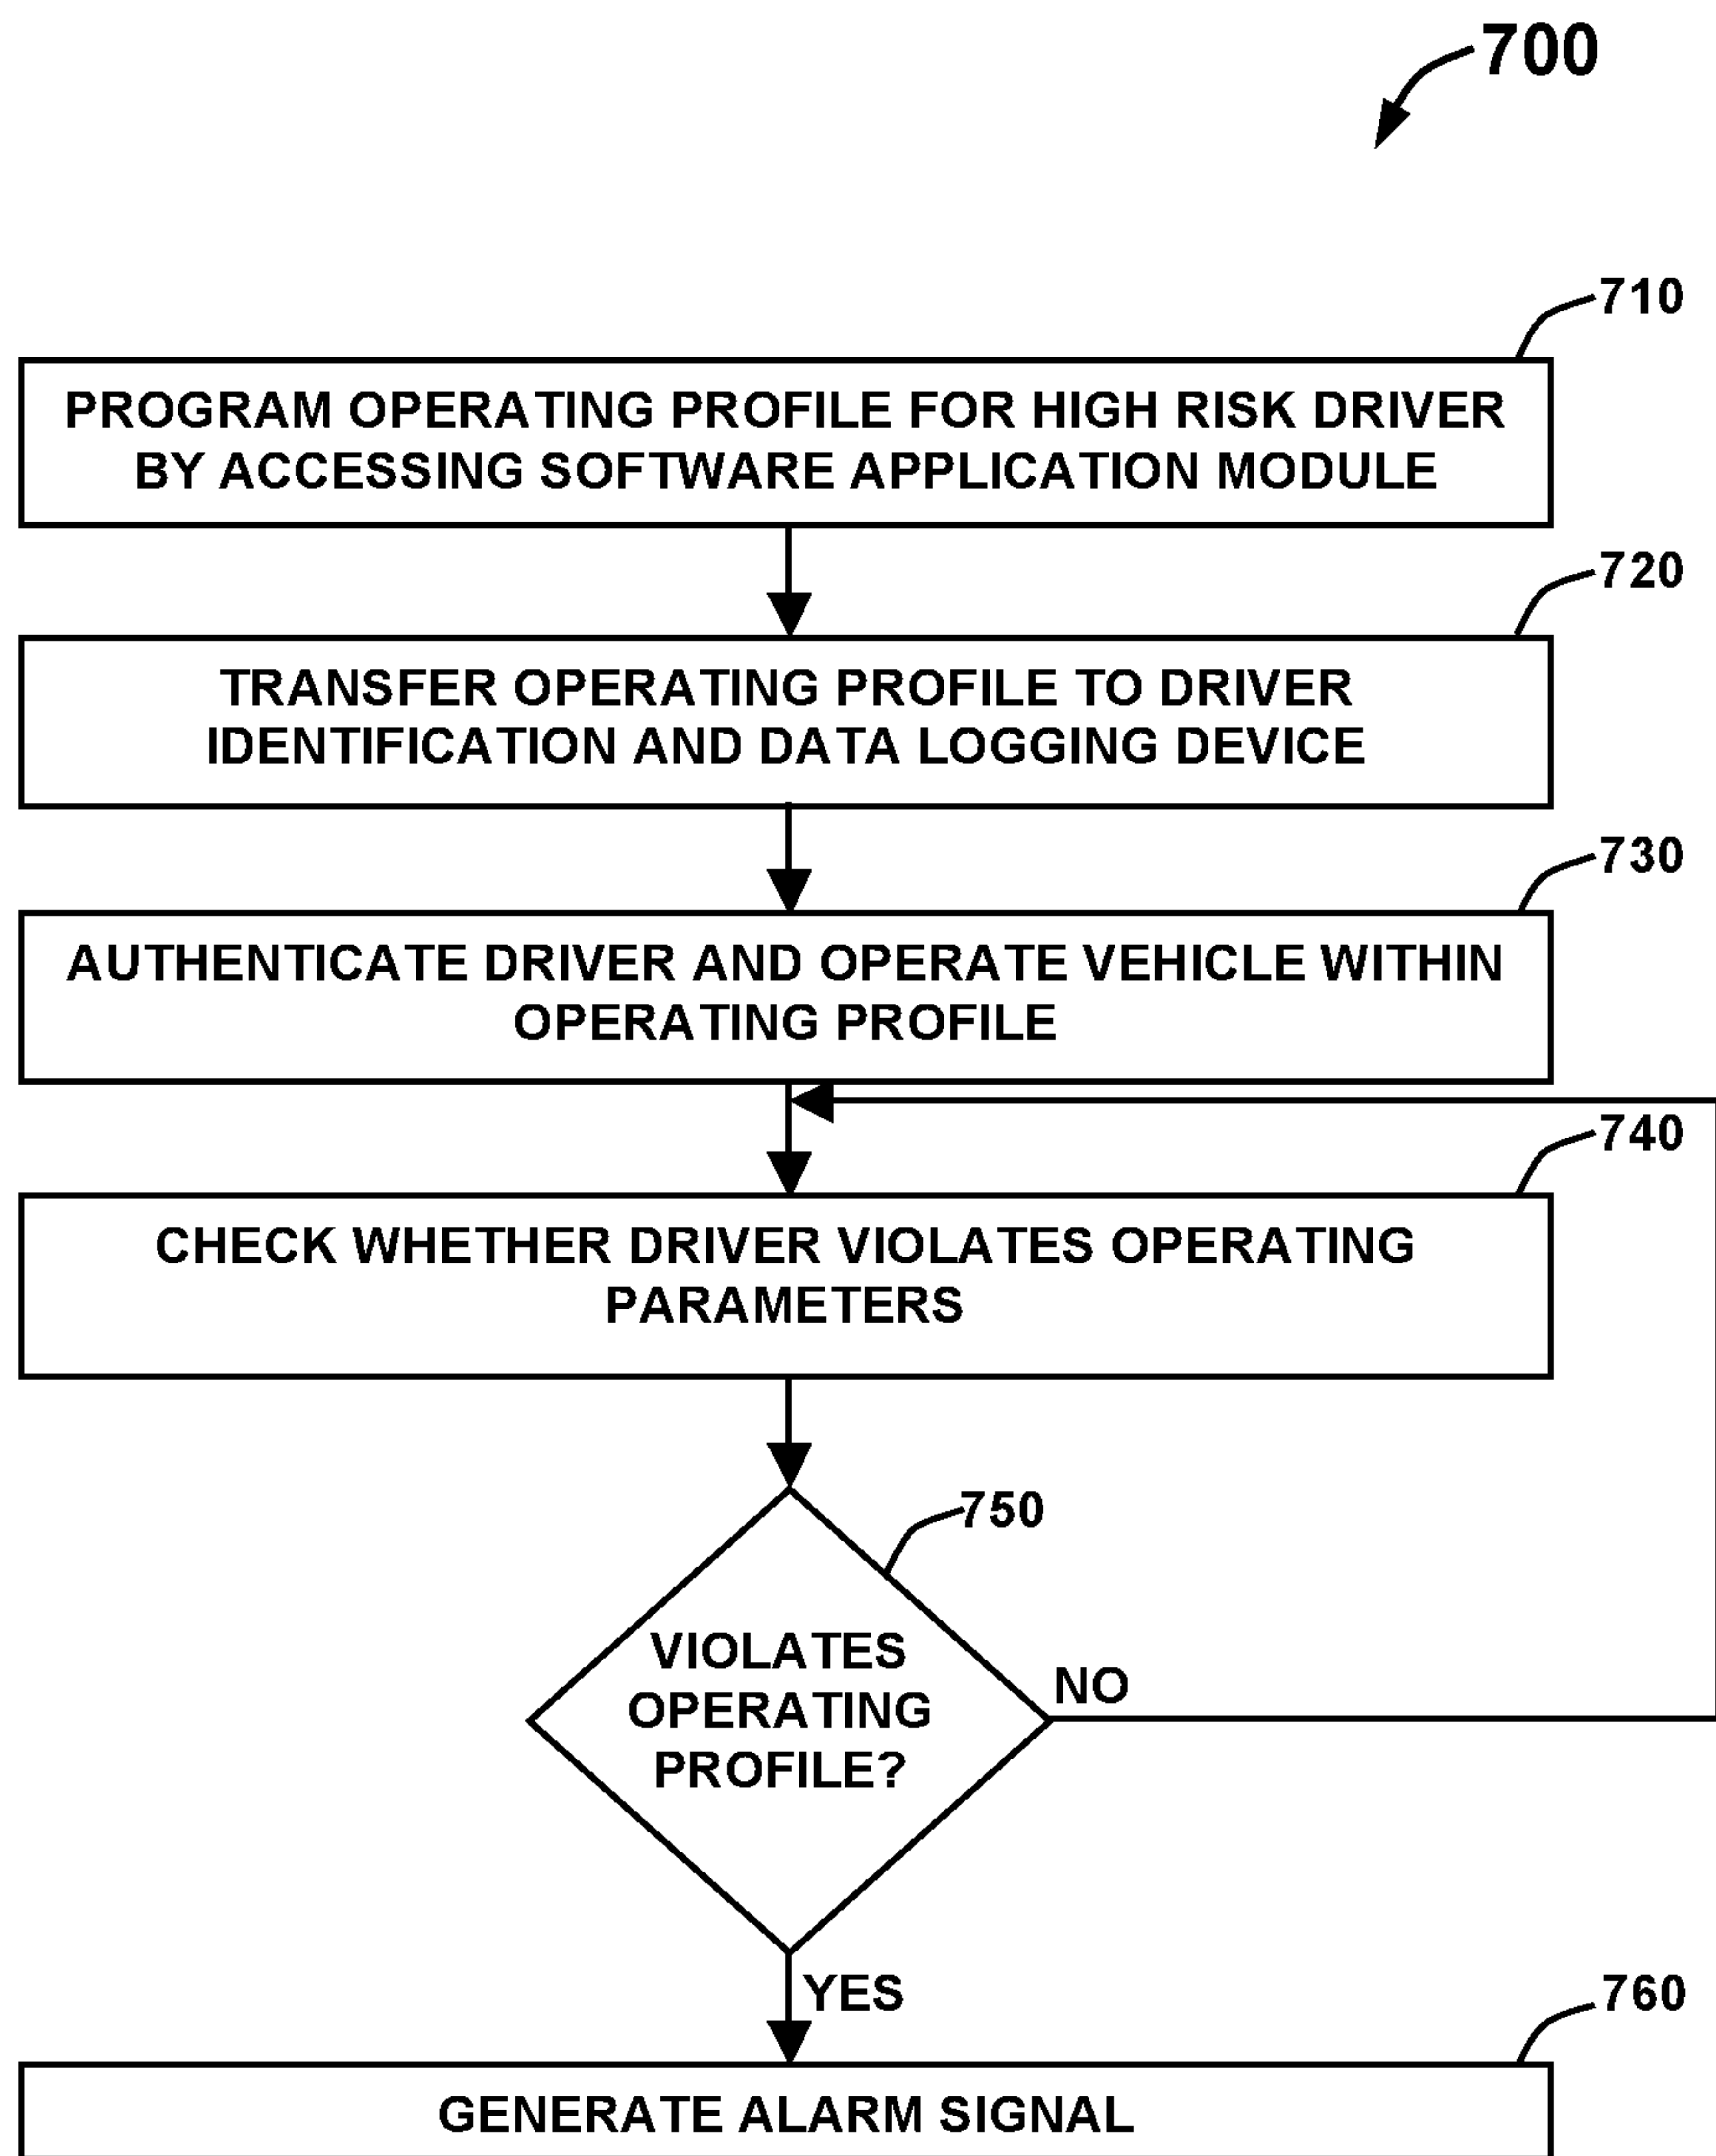 700
710
PROGRAM OPERATING PROFILE FOR HIGH RISK DRIVER
BY ACCESSING SOFTWARE APPLICATION MODULE
720
TRANSFER OPERATING PROFILE TO DRIVER
IDENTIFICATION AND DATA LOGGING DEVICE
730
AUTHENTICATE DRIVER AND OPERATE VEHICLE WITHIN
OPERATING PROFILE
740
CHECK WHETHER DRIVER VIOLATES OPERATING
PARAMETERS
750
VIOLATES
OPERATING
PROFILE?
NO
YES
760
GENERATE ALARM SIGNAL